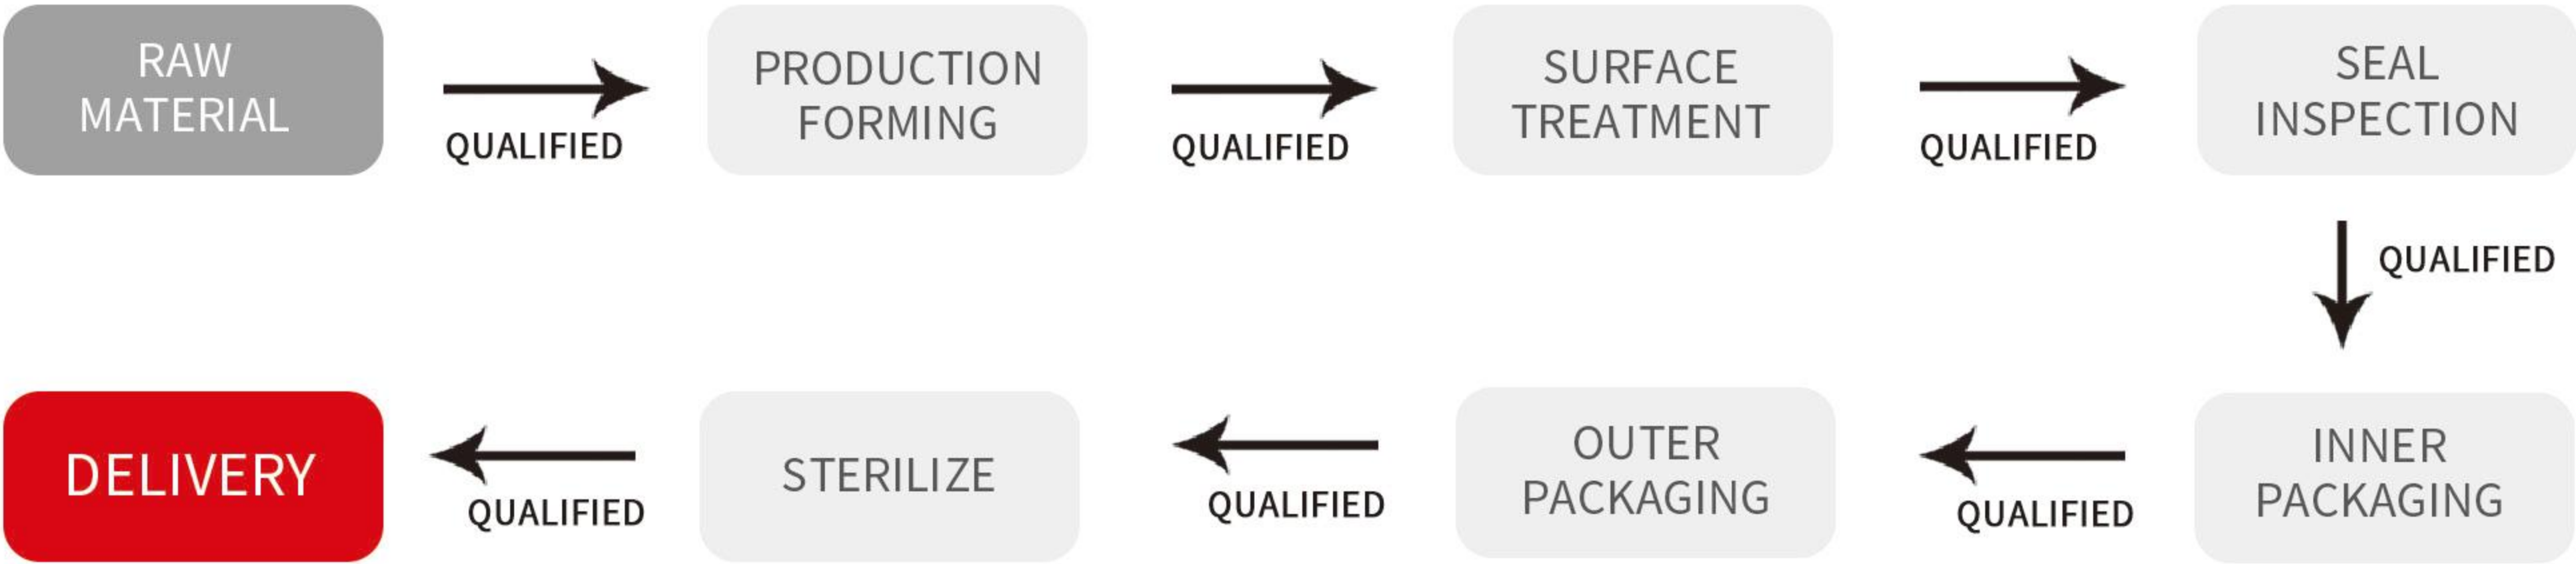 RAW
MATERIAL
QUALIFIED
PRODUCTION
FORMING
QUALIFIED
SURFACE
TREATMENT
QUALIFIED
SEAL
INSPECTION
QUALIFIED
INNER
PACKAGING
QUALIFIED
OUTER
PACKAGING
QUALIFIED
STERILIZE
QUALIFIED
DELIVERY